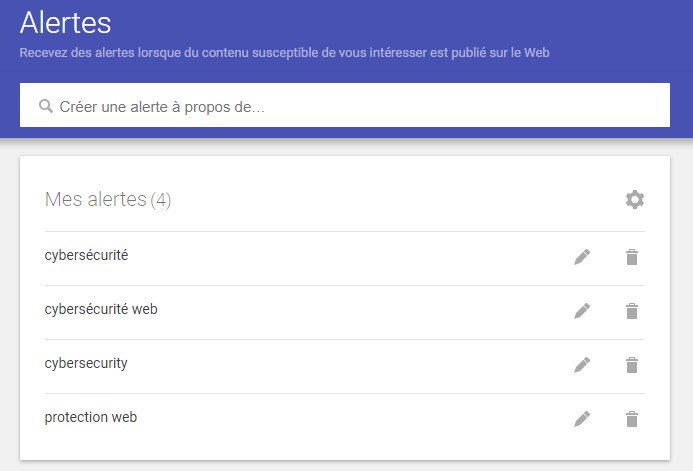 Alertes
Recevez des alertes lorsque du contenu susceptible de vous intéresser est publié sur le Web
Créer une alerte à propos de…
Mes alertes (4)
cybersécurité
cybersécurité web
cybersecurity
protection web